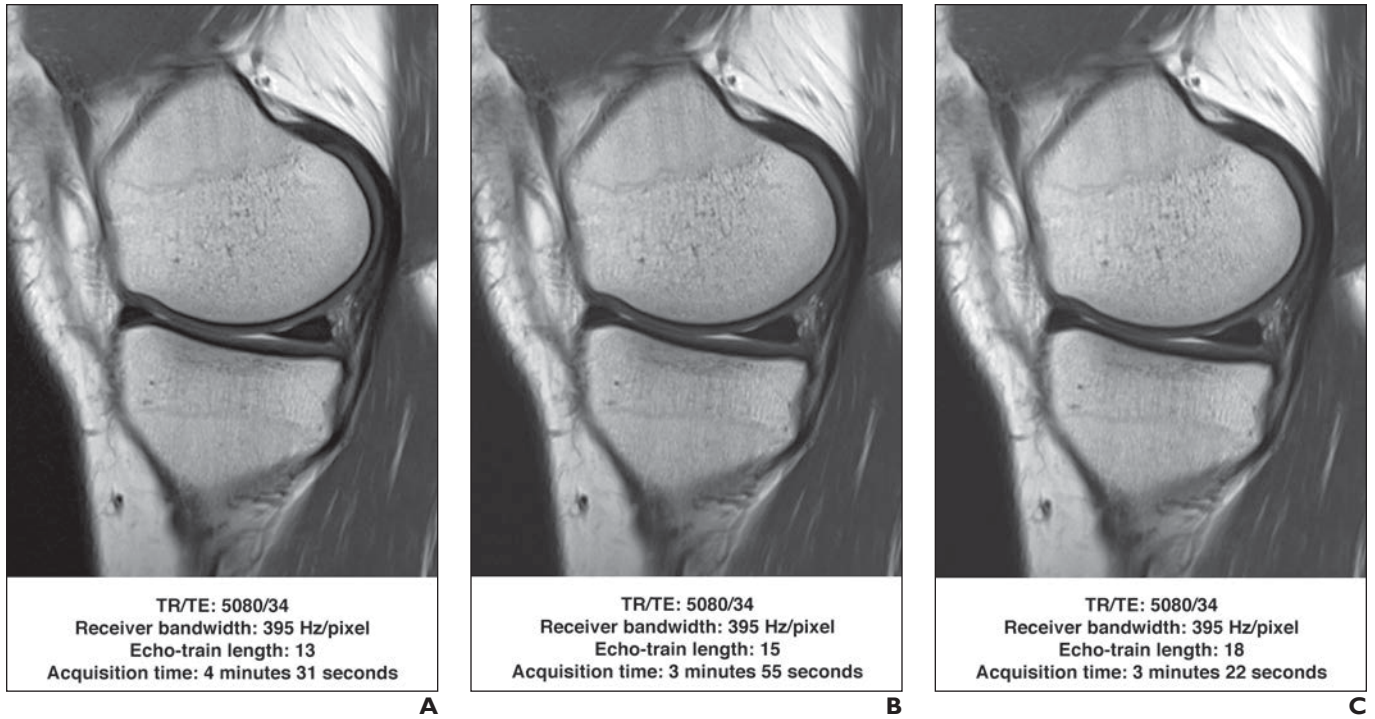 TR/TE: 5080/34
Receiver bandwidth: 395 Hz/pixel
Echo-train length: 13
Acquisition time: 4 minutes 31 seconds
A
TR/TE: 5080/34
Receiver bandwidth: 395 Hz/pixel
Echo-train length: 15
Acquisition time: 3 minutes 55 seconds
B
TR/TE: 5080/34
Receiver bandwidth: 395 Hz/pixel
Echo-train length: 18
Acquisition time: 3 minutes 22 seconds
C